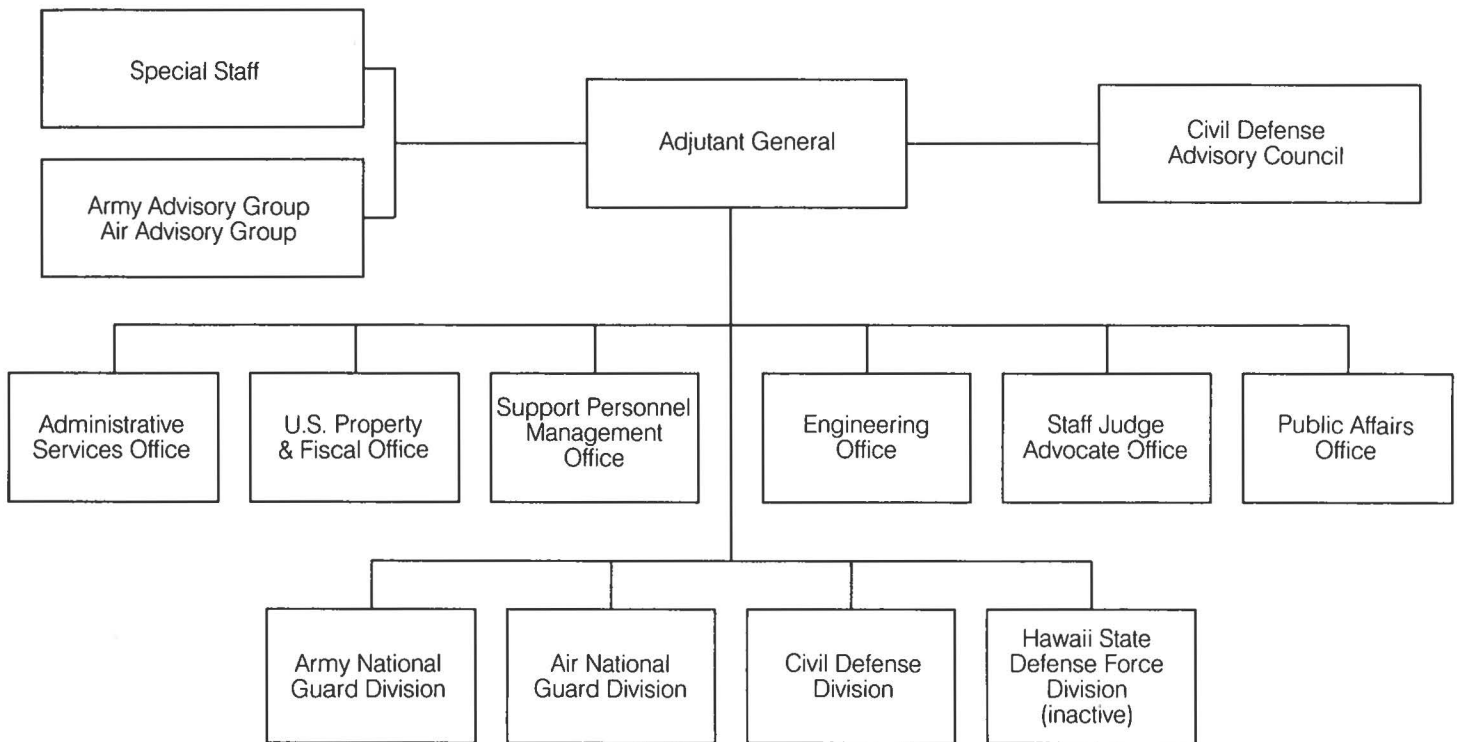 Special Staff
Adjutant General
Civil Defense
Advisory Council
Army Advisory Group
Air Advisory Group
Administrative
Services Office
U.S. Property
& Fiscal Office
Support Personnel
Management
Office
Engineering
Office
Staff Judge
Advocate Office
Public Affairs
Office
Army National
Guard Division
Air National
Guard Division
Civil Defense
Division
Hawaii State
Defense Force
Division
(inactive)